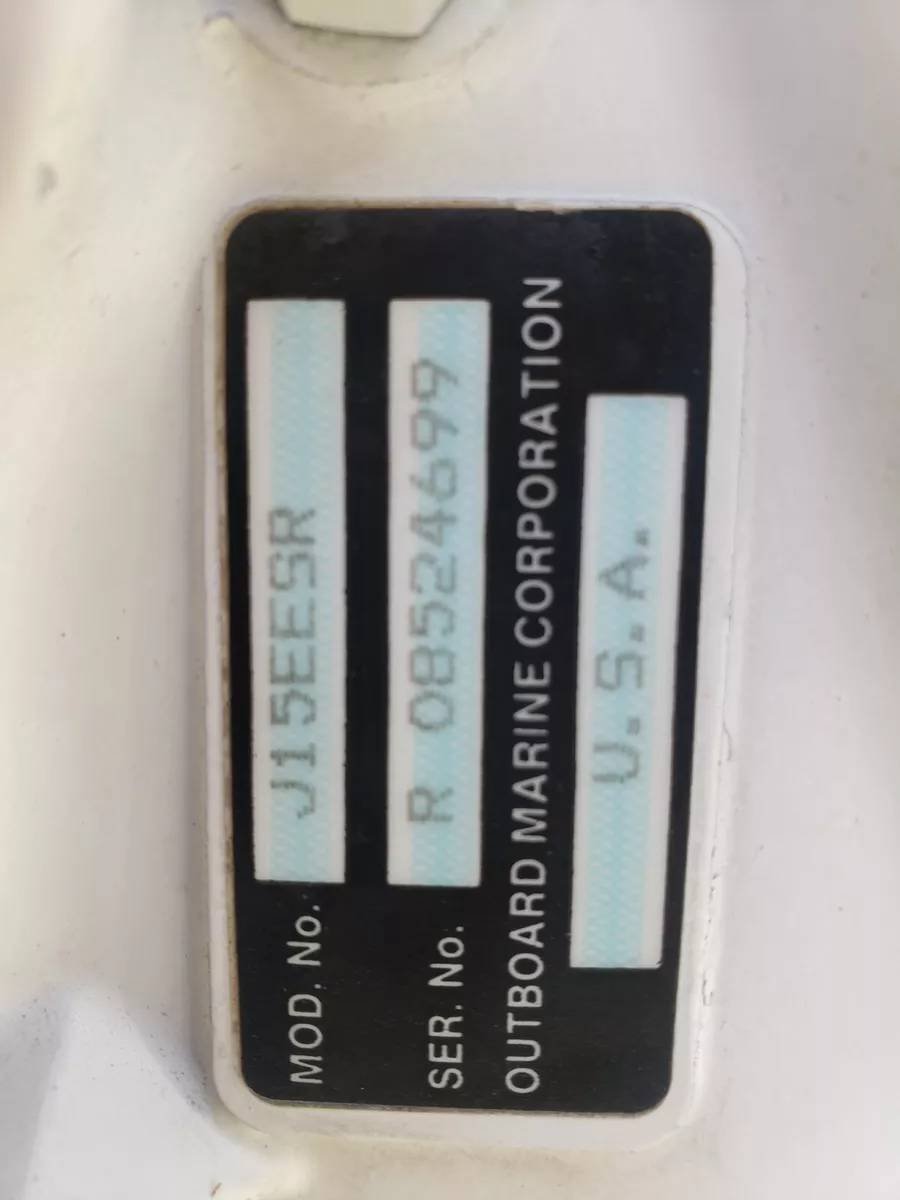 MOD. No. J15EESR
SER. No. R 08524699
OUTBOARD MARINE CORPORATION
U.S.A.